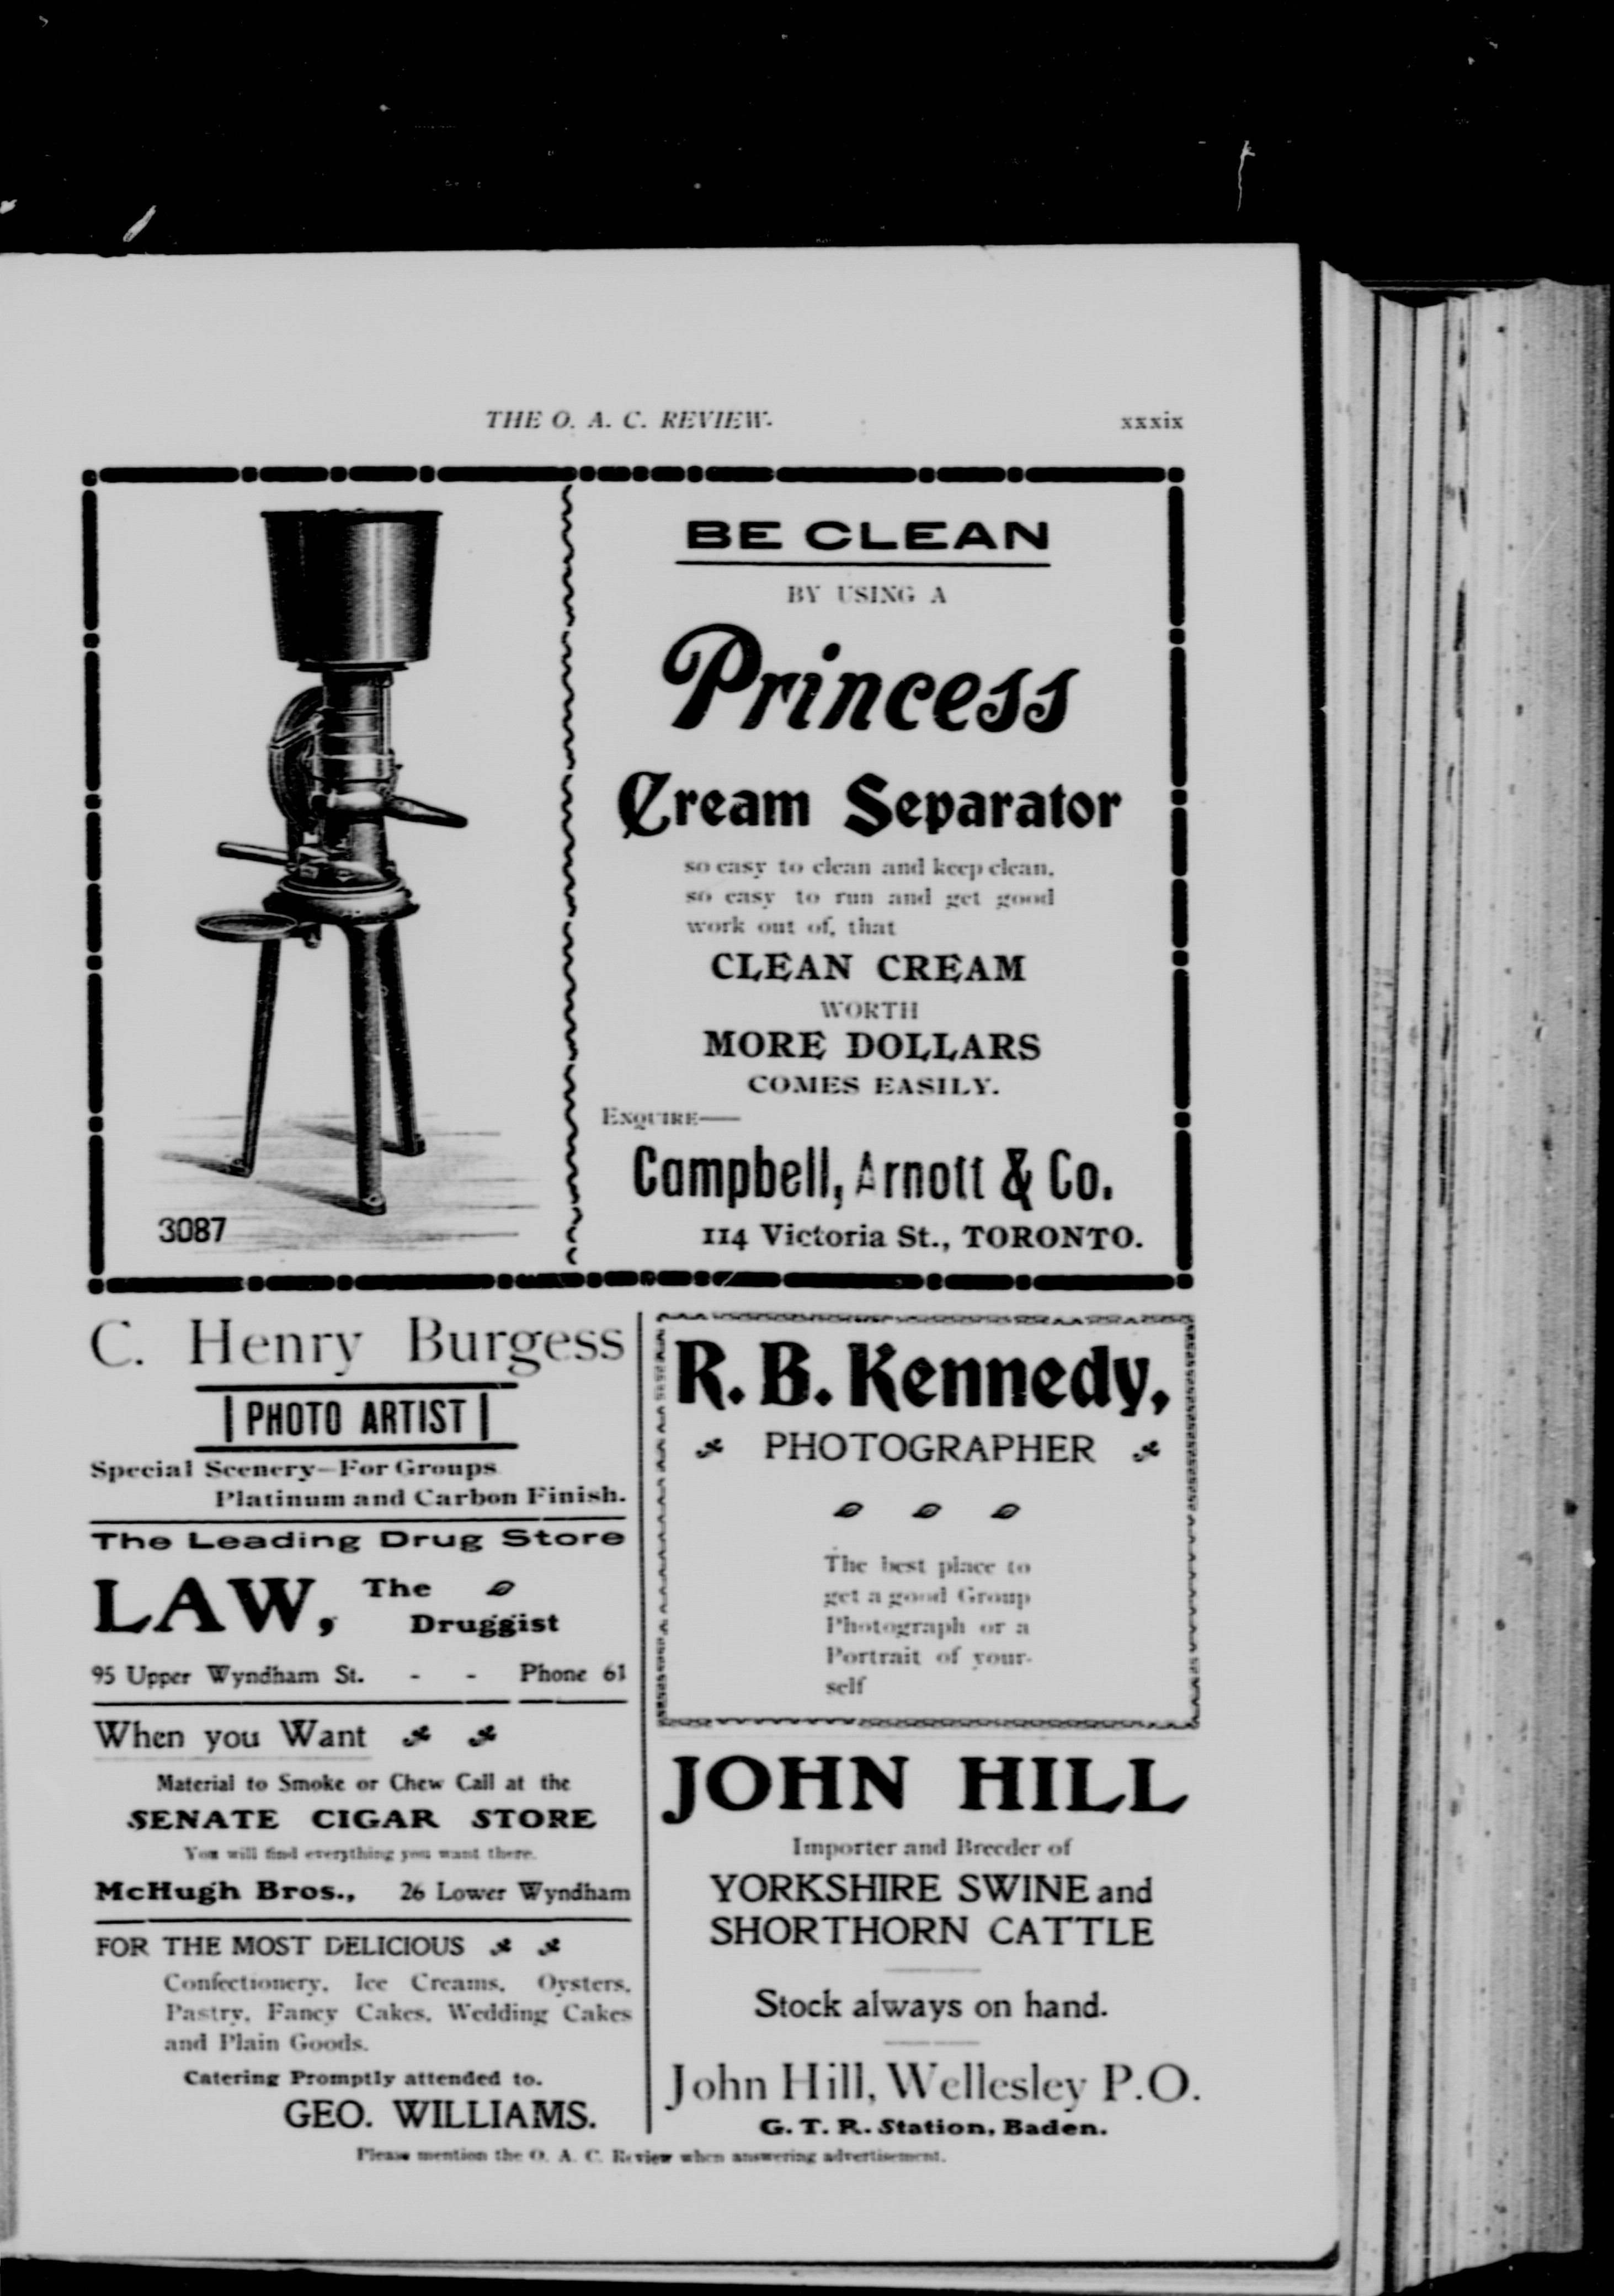 THE O. A. C. REVIEW. xxxix
BE CLEAN
BY USING A
Princess
Cream Separator
so easy to clean and keep clean,
so easy to run and get good
work out of, that
CLEAN CREAM
WORTH
MORE DOLLARS
COMES EASILY.
ENQUIRE—
Campbell, Arnott & Co.
114 Victoria St., TORONTO.
3087
C. Henry Burgess
PHOTO ARTIST
Special Scenery—For Groups
Platinum and Carbon Finish.
The Leading Drug Store
LAW, The
Druggist
95 Upper Wyndham St. - - Phone 61
When you Want
Material to Smoke or Chew Call at the
SENATE CIGAR STORE
You will find everything you want there.
McHugh Bros., 26 Lower Wyndham
FOR THE MOST DELICIOUS
Confectionery, Ice Creams, Oysters,
Pastry, Fancy Cakes, Wedding Cakes
and Plain Goods.
Catering Promptly attended to.
GEO. WILLIAMS.
R. B. Kennedy,
PHOTOGRAPHER
The best place to
get a good Group
Photograph or a
Portrait of your-
self
JOHN HILL
Importer and Breeder of
YORKSHIRE SWINE and
SHORTHORN CATTLE
Stock always on hand.
John Hill, Wellesley P.O.
G. T. R. Station, Baden.
Please mention the O. A. C. Review when answering advertisement.